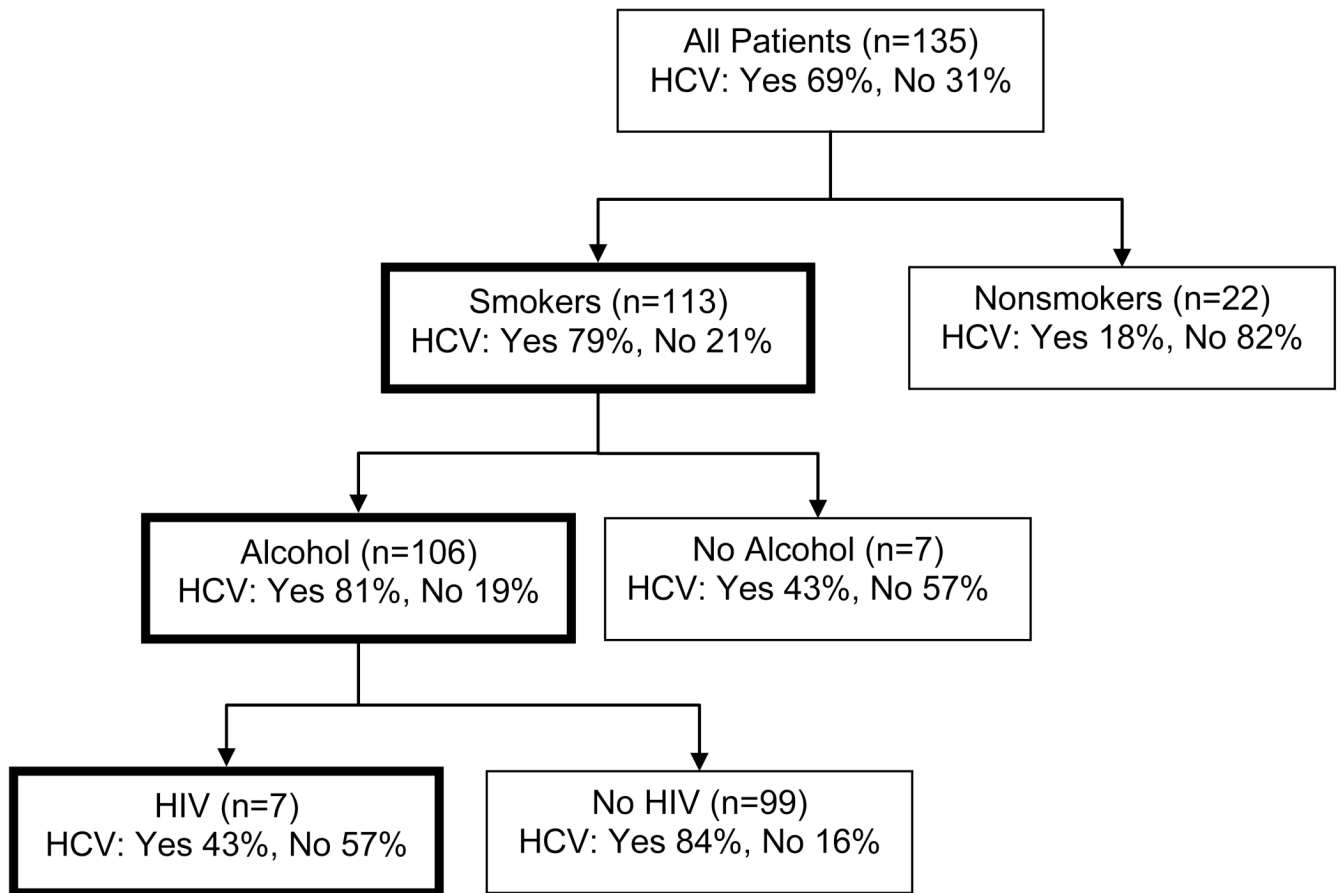 All Patients (n=135)
HCV: Yes 69%, No 31%
Smokers (n=113)
HCV: Yes 79%, No 21%
Nonsmokers (n=22)
HCV: Yes 18%, No 82%
Alcohol (n=106)
HCV: Yes 81%, No 19%
No Alcohol (n=7)
HCV: Yes 43%, No 57%
HIV (n=7)
HCV: Yes 43%, No 57%
No HIV (n=99)
HCV: Yes 84%, No 16%